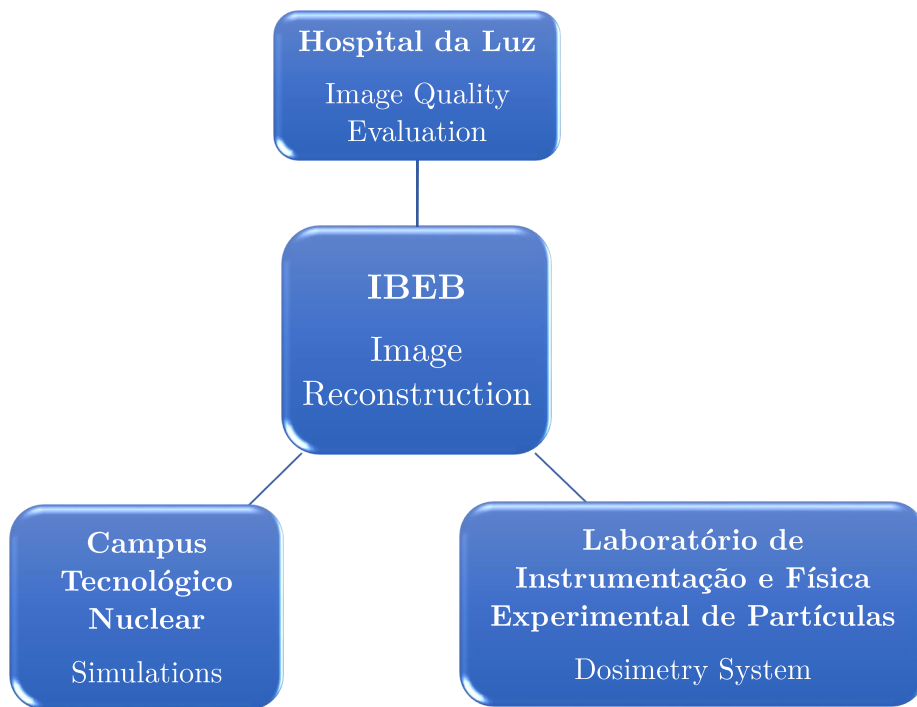 Hospital da Luz
Image Quality
Evaluation
IBEB
Image
Reconstruction
Campus
Tecnológico
Nuclear
Simulations
Laboratório de
Instrumentação e Física
Experimental de Partículas
Dosimetry System